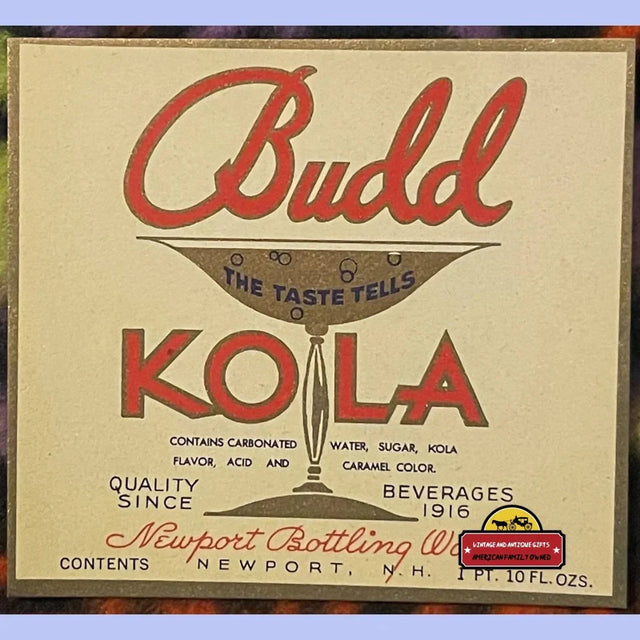 Budd
THE TASTE TELLS
KOLA
CONTAINS CARBONATED WATER, SUGAR, KOLA
FLAVOR, ACID AND CARAMEL COLOR.
QUALITY BEVERAGES
SINCE 1916
Newport Bottling
CONTENTS NEWPORT, N.H. 1 PT. 10 FL. OZS.
VINTAGE AND ANTIQUE GIFTS
AMERICAN FAMILY OWNED